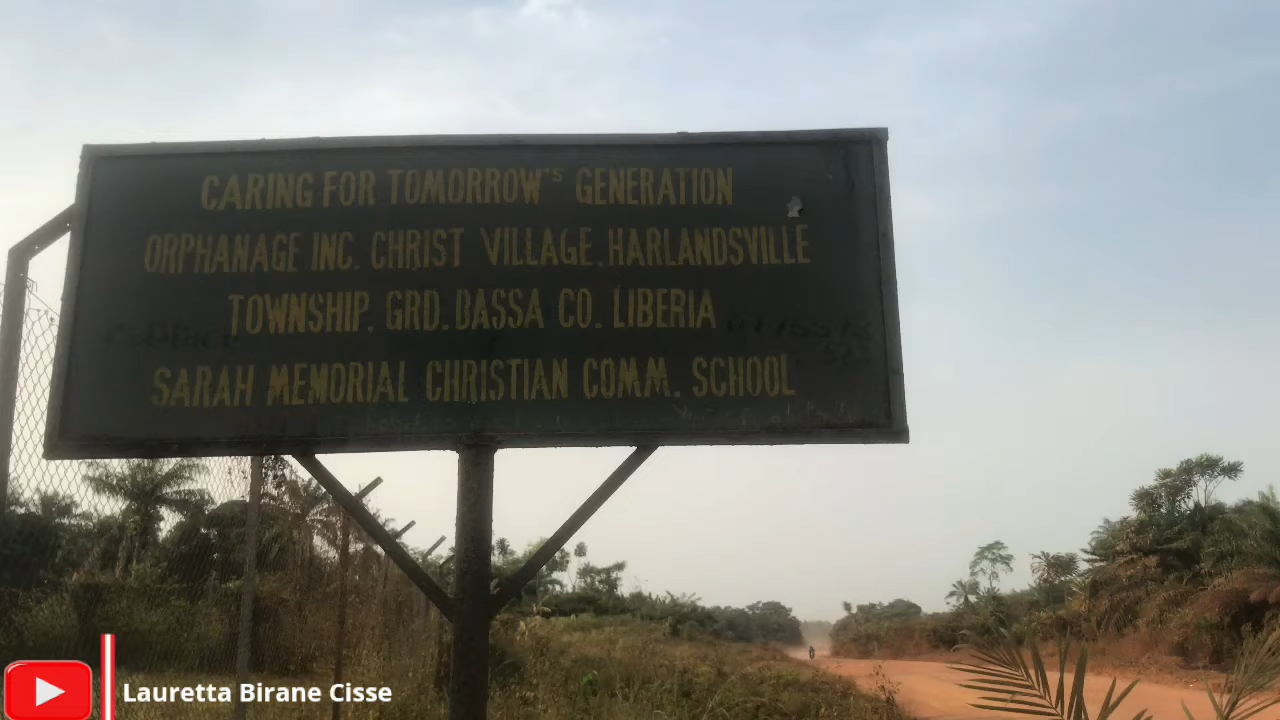 CARING FOR TOMORROW'S GENERATION
ORPHANAGE INC. CHRIST VILLAGE, HARLANDSVILLE
TOWNSHIP, GRD. BASSA CO. LIBERIA
SARAH MEMORIAL CHRISTIAN COMM. SCHOOL
Lauretta Birane Cisse